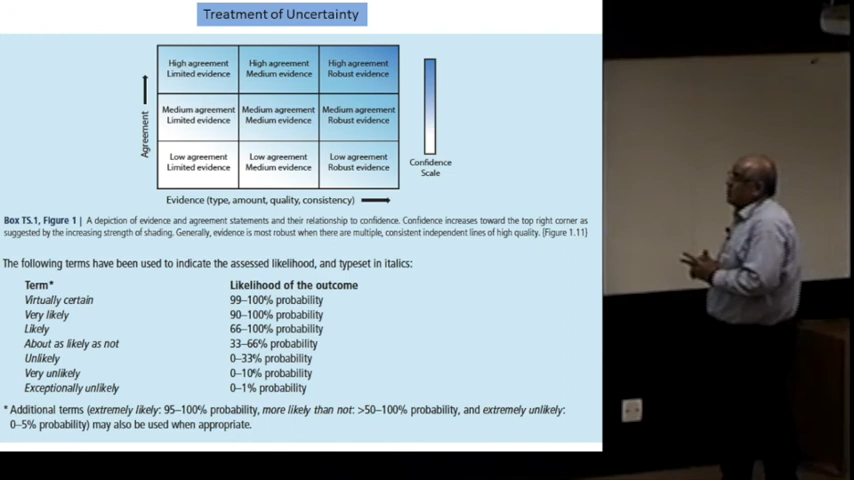 Treatment of Uncertainty
High agreement
Limited evidence
High agreement
Medium evidence
High agreement
Robust evidence
Medium agreement
Limited evidence
Medium agreement
Medium evidence
Medium agreement
Robust evidence
Low agreement
Limited evidence
Low agreement
Medium evidence
Low agreement
Robust evidence
Agreement
Confidence
Scale
Evidence (type, amount, quality, consistency)
Box TS.1, Figure 1 | A depiction of evidence and agreement statements and their relationship to confidence. Confidence increases toward the top right corner as
suggested by the increasing strength of shading. Generally, evidence is most robust when there are multiple, consistent independent lines of high quality. {Figure 1.11}
The following terms have been used to indicate the assessed likelihood, and typeset in italics:
Term* Likelihood of the outcome
Virtually certain 99–100% probability
Very likely 90–100% probability
Likely 66–100% probability
About as likely as not 33–66% probability
Unlikely 0–33% probability
Very unlikely 0–10% probability
Exceptionally unlikely 0–1% probability
* Additional terms (extremely likely: 95–100% probability, more likely than not: >50–100% probability, and extremely unlikely:
0–5% probability) may also be used when appropriate.